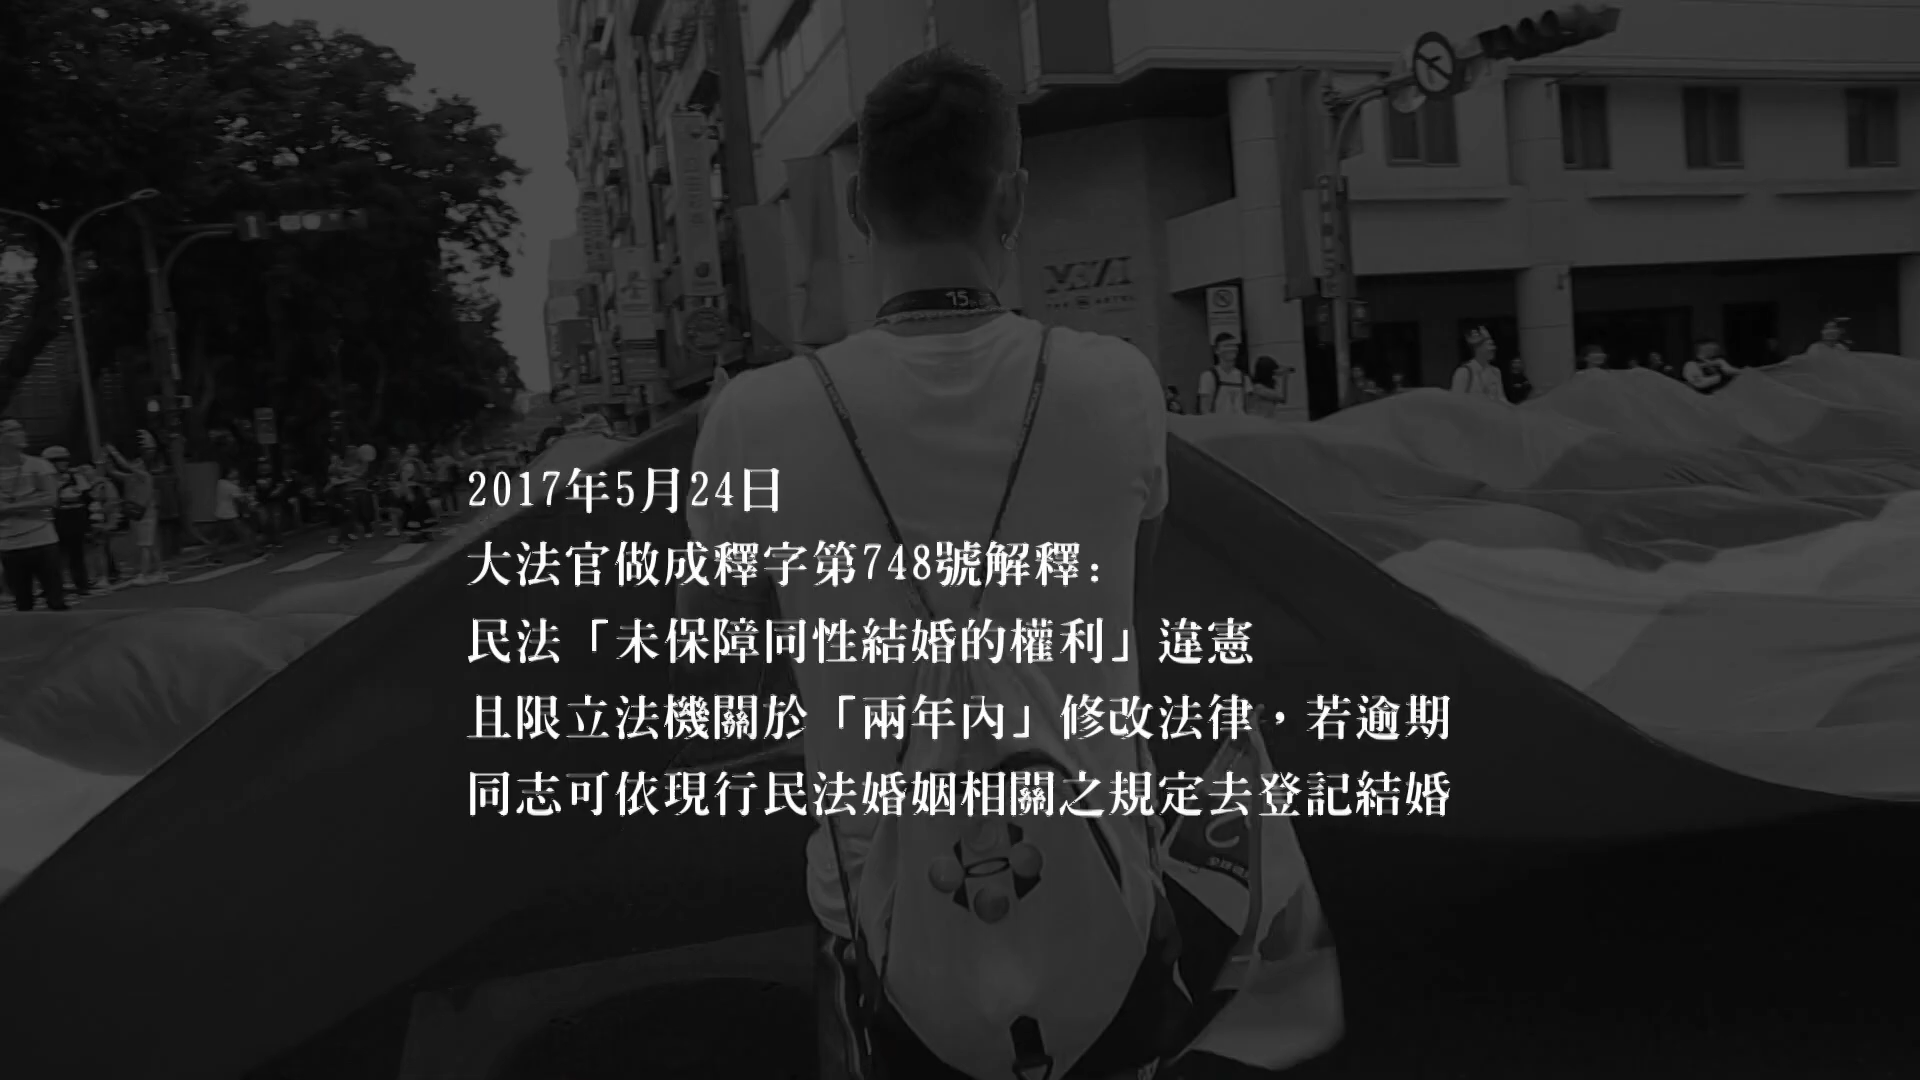 15
2017年5月24日
大法官做成釋字第748號解釋：
民法「未保障同性結婚的權利」違憲
且限立法機關於「兩年內」修改法律，若逾期
同志可依現行民法婚姻相關之規定去登記結婚